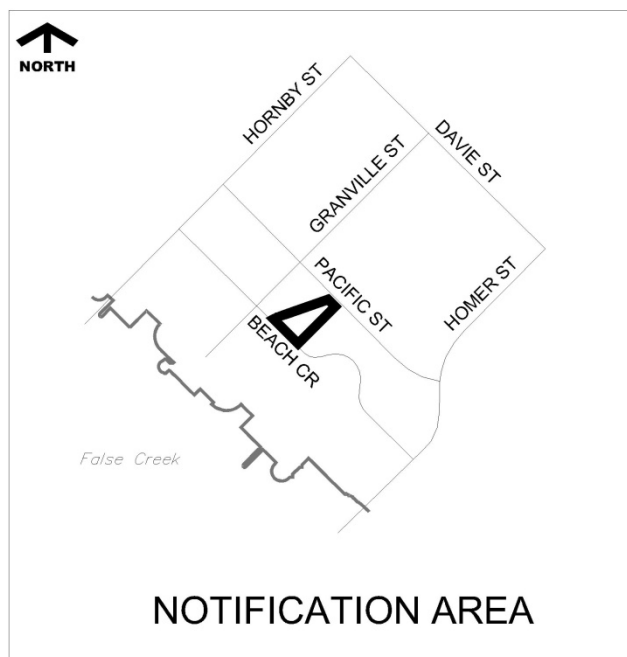 NORTH
HORNBY ST
DAVIE ST
GRANVILLE ST
PACIFIC ST
HOMER ST
BEACH CR
False Creek
NOTIFICATION AREA